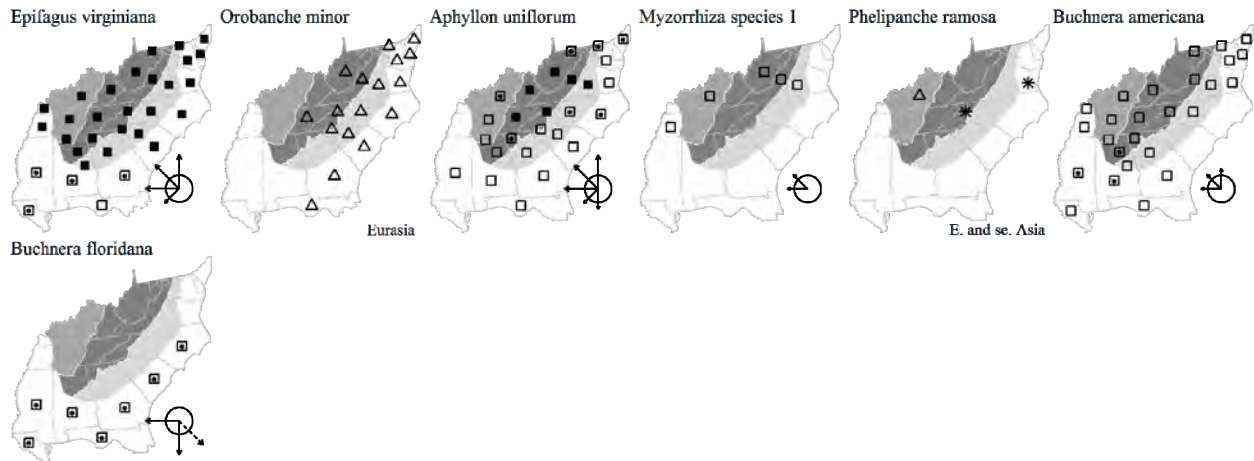 Epifagus virginiana
Orobanche minor
Aphyllon uniflorum
Myzorrhiza species 1
Phelipanche ramosa
Buchnera americana
Eurasia
E. and se. Asia
Buchnera floridana